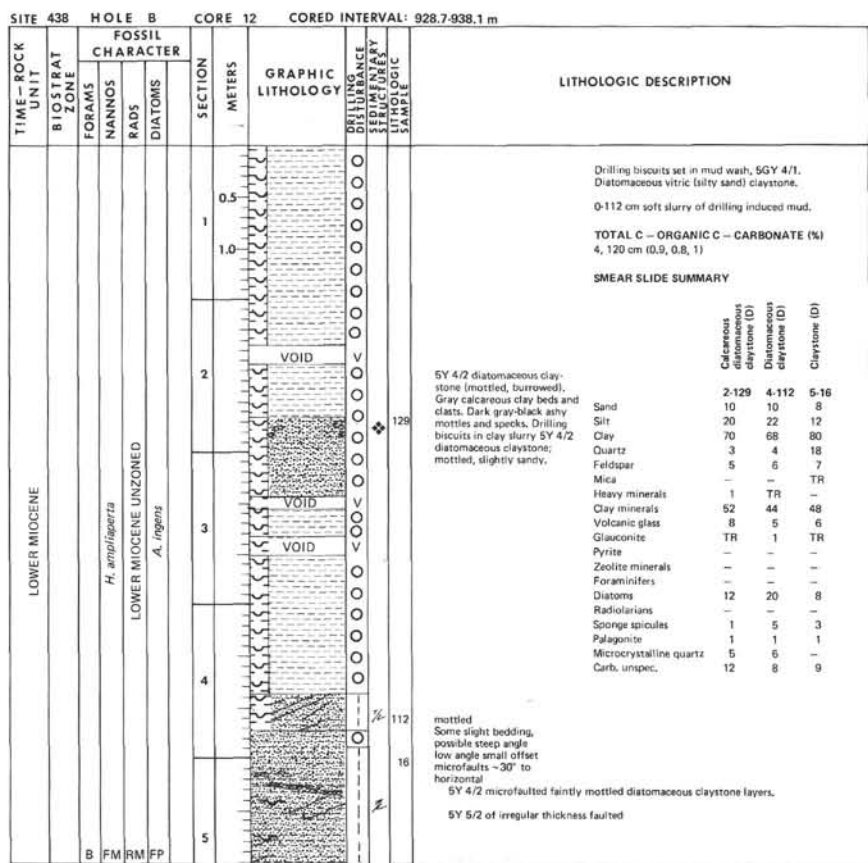 SITE 438 HOLE B CORE 12 CORED INTERVAL: 928.7-938.1 m
TIME-ROCK UNIT
BIOSTRAT ZONE
FOSSIL CHARACTER
FORAMS
NANNOS
RADS
DIATOMS
SECTION
METERS
GRAPHIC LITHOLOGY
DRILLING DISTURBANCE
SEDIMENTARY STRUCTURES
LITHOLOGIC SAMPLE
LITHOLOGIC DESCRIPTION
LOWER MIOCENE
H. ampliaperta
LOWER MIOCENE UNZONED
A. ingens
B FM RM FP
1
0.5
1.0
2
3
4
5
VOID V
VOID V
VOID V
129
112
16
Drilling biscuits set in mud wash, 5GY 4/1.
Diatomaceous vitric (silty sand) claystone.
0-112 cm soft slurry of drilling induced mud.
TOTAL C – ORGANIC C – CARBONATE (%)
4, 120 cm (0.9, 0.8, 1)
SMEAR SLIDE SUMMARY
5Y 4/2 diatomaceous clay-
stone (mottled, burrowed).
Gray calcareous clay beds and
clasts. Dark gray-black ashy
mottles and specks. Drilling
biscuits in clay slurry 5Y 4/2
diatomaceous claystone;
mottled, slightly sandy.
Calcareous diatomaceous claystone (D)
Diatomaceous claystone (D)
Claystone (D)
2-129 4-112 5-16
Sand 10 10 8
Silt 20 22 12
Clay 70 68 80
Quartz 3 4 18
Feldspar 5 6 7
Mica – – TR
Heavy minerals 1 TR –
Clay minerals 52 44 48
Volcanic glass 8 5 6
Glauconite TR 1 TR
Pyrite – – –
Zeolite minerals – – –
Foraminifers – – –
Diatoms 12 20 8
Radiolarians – – –
Sponge spicules 1 5 3
Palagonite 1 1 1
Microcrystalline quartz 5 6 –
Carb. unspec. 12 8 9
mottled
Some slight bedding,
possible steep angle
low angle small offset
microfaults ~30° to
horizontal
5Y 4/2 microfaulted faintly mottled diatomaceous claystone layers.
5Y 5/2 of irregular thickness faulted